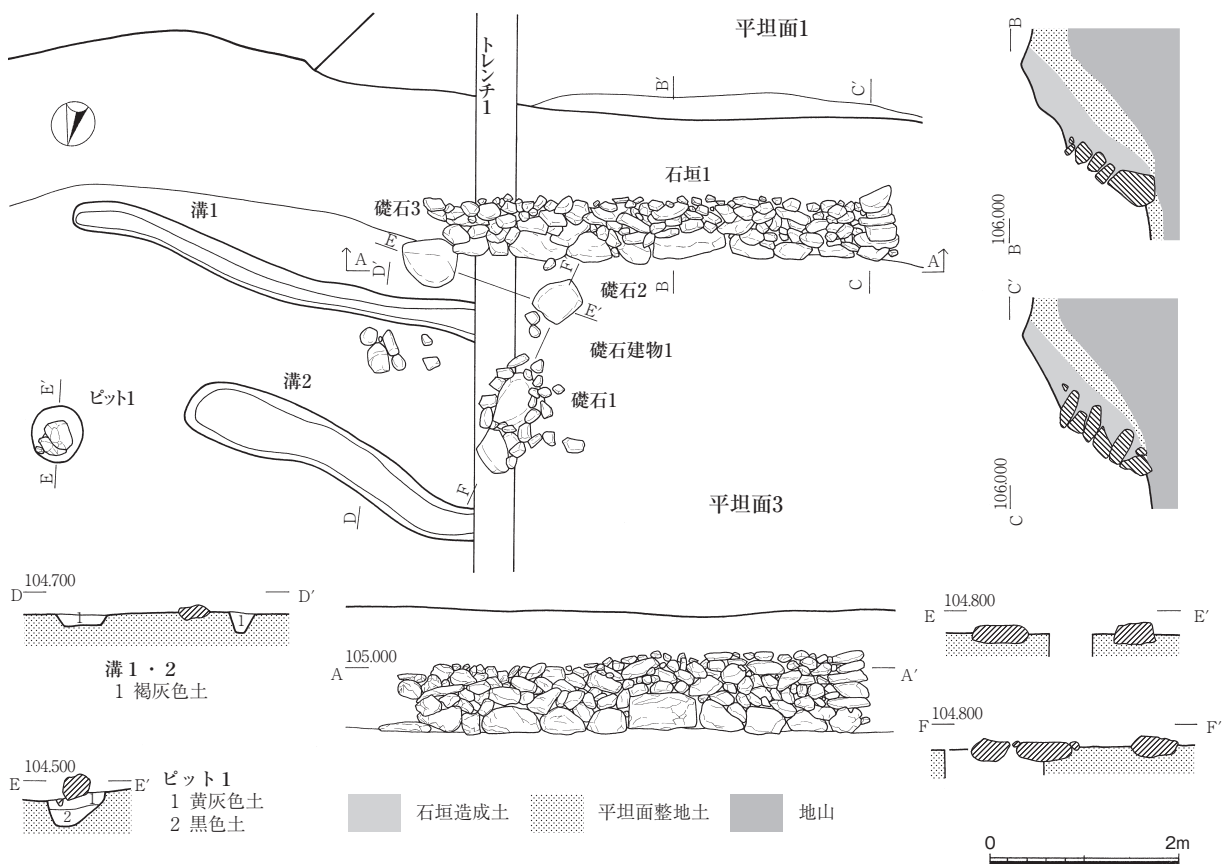 平坦面1
トレンチ1
B'
C'
石垣1
溝1
礎石3
E
A
D'
F'
A'
礎石2
B
C
E'
礎石建物1
溝2
E'
ピット1
礎石1
E
F
D
平坦面3
B'
106.000
B
C'
106.000
C
D
104.700
D'
1
1
溝1・2
1 褐灰色土
A
105.000
A'
E
104.800
E'
F
104.800
F'
E
104.500
E'
1
2
ピット1
1 黄灰色土
2 黒色土
石垣造成土
平坦面整地土
地山
0
2m